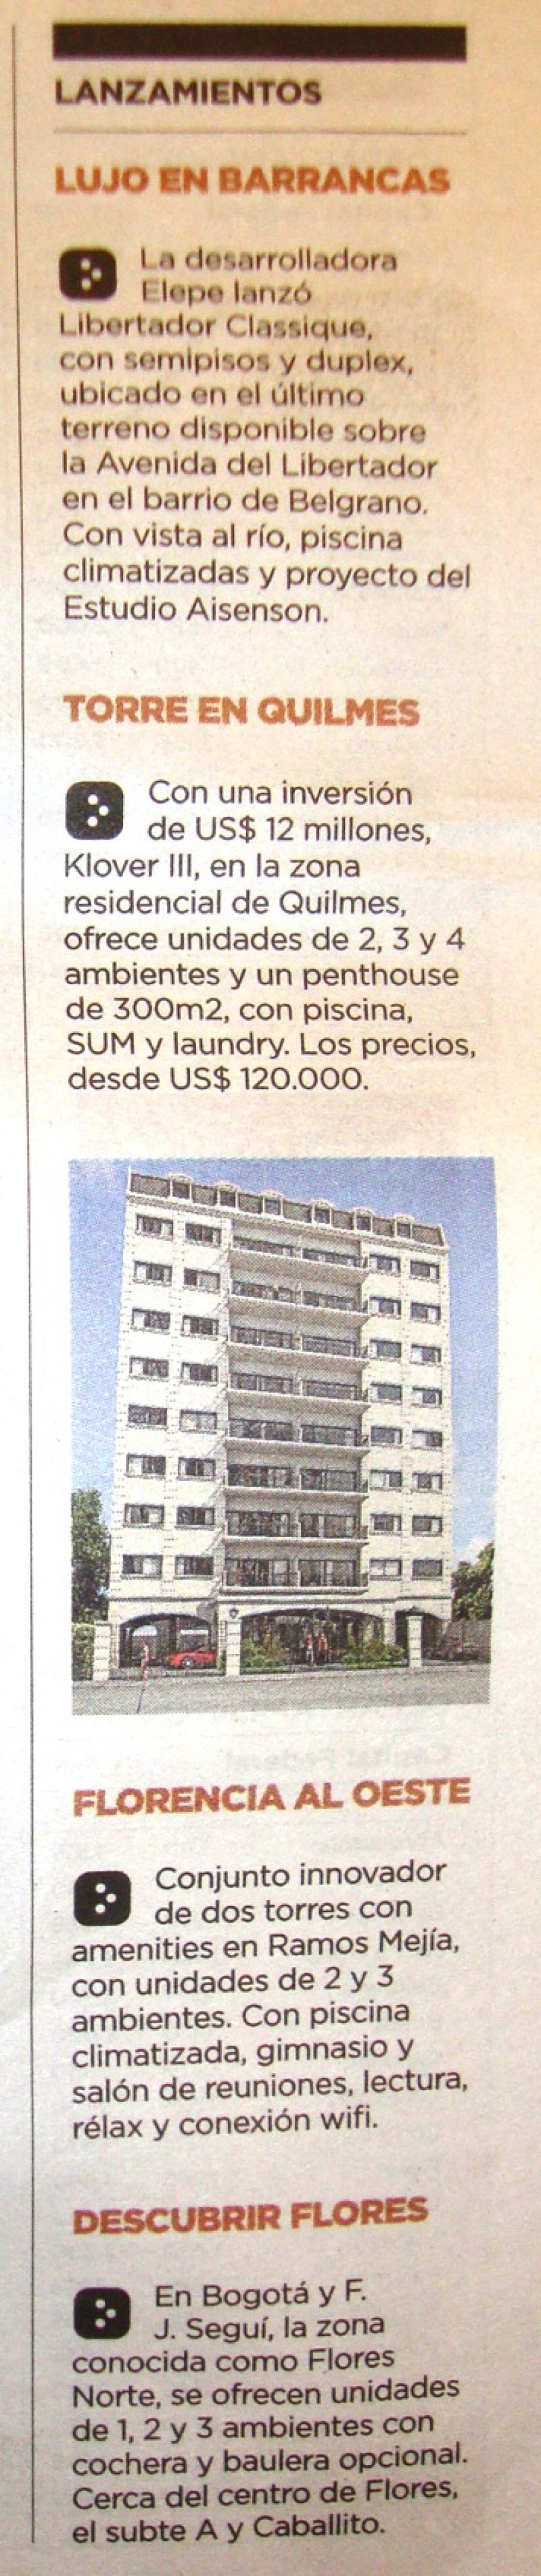 LANZAMIENTOS
LUJO EN BARRANCAS
La desarrolladora
Elepe lanzó
Libertador Classique,
con semipisos y duplex,
ubicado en el último
terreno disponible sobre
la Avenida del Libertador
en el barrio de Belgrano.
Con vista al río, piscina
climatizadas y proyecto del
Estudio Aisenson.
TORRE EN QUILMES
Con una inversión
de US$ 12 millones,
Klover III, en la zona
residencial de Quilmes,
ofrece unidades de 2, 3 y 4
ambientes y un penthouse
de 300m2, con piscina,
SUM y laundry. Los precios,
desde US$ 120.000.
FLORENCIA AL OESTE
Conjunto innovador
de dos torres con
amenities en Ramos Mejía,
con unidades de 2 y 3
ambientes. Con piscina
climatizada, gimnasio y
salón de reuniones, lectura,
rélax y conexión wifi.
DESCUBRIR FLORES
En Bogotá y F.
J. Seguí, la zona
conocida como Flores
Norte, se ofrecen unidades
de 1, 2 y 3 ambientes con
cochera y baulera opcional.
Cerca del centro de Flores,
el subte A y Caballito.